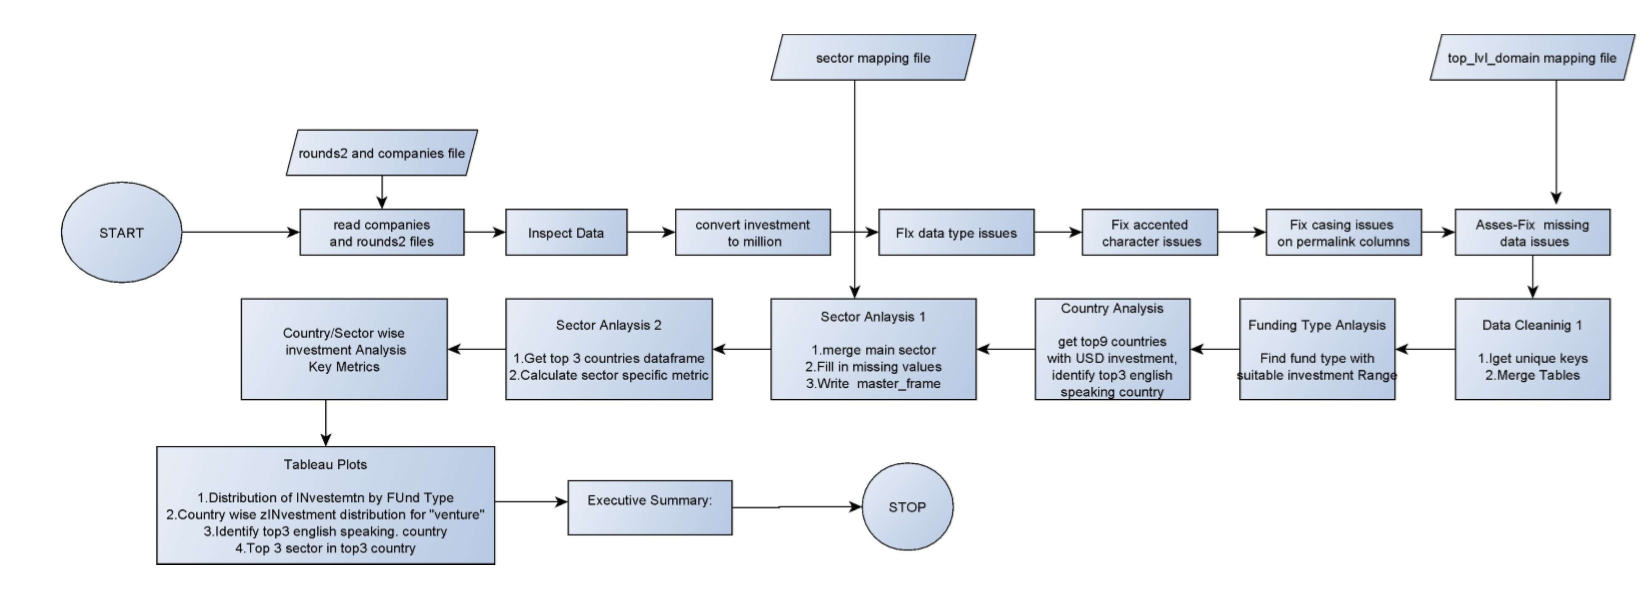 sector mapping file
top_lvl_domain mapping file
rounds2 and companies file
START
read companies
and rounds2 files
Inspect Data
convert investment
to million
FIx data type issues
Fix accented
character issues
Fix casing issues
on permalink columns
Asses-Fix missing
data issues
Data Cleaninig 1
1.Iget unique keys
2.Merge Tables
Funding Type Anlaysis
Find fund type with
suitable investment Range
Country Analysis
get top9 countries
with USD investment,
identify top3 english
speaking country
Sector Anlaysis 1
1.merge main sector
2.Fill in missing values
3.Write master_frame
Sector Anlaysis 2
1.Get top 3 countries dataframe
2.Calculate sector specific metric
Country/Sector wise
investment Analysis
Key Metrics
Tableau Plots
1.Distribution of INvestemtn by FUnd Type
2.Country wise zINvestment distribution for "venture"
3.Identify top3 english speaking. country
4.Top 3 sector in top3 country
Executive Summary:
STOP